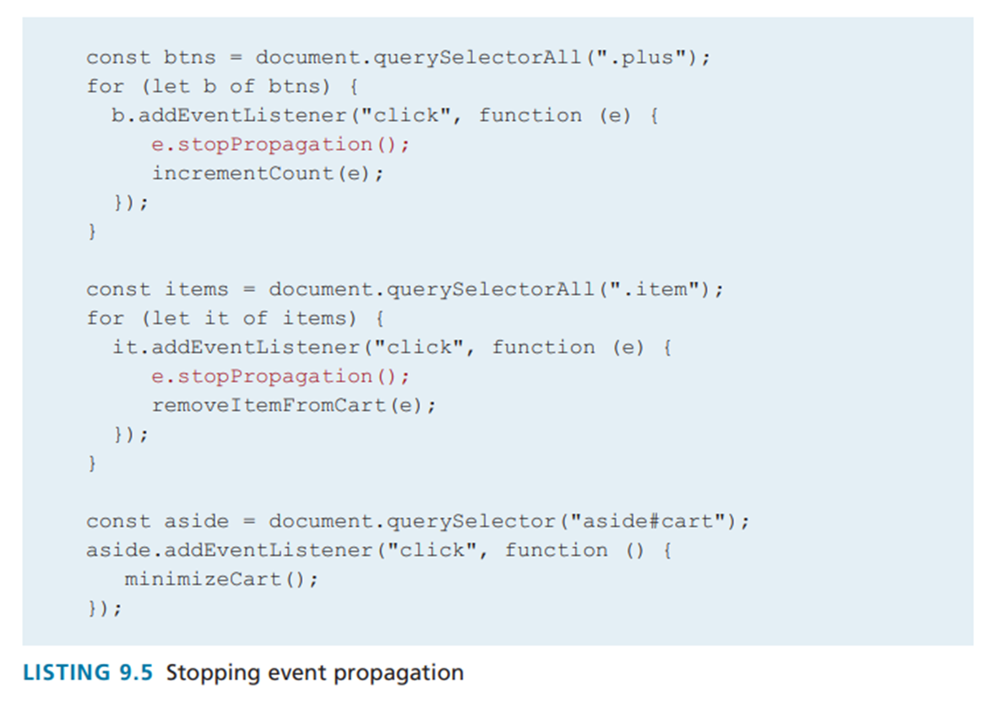 const btns = document.querySelectorAll(".plus");
for (let b of btns) {
  b.addEventListener("click", function (e) {
     e.stopPropagation();
     incrementCount(e);
  });
}

const items = document.querySelectorAll(".item");
for (let it of items) {
  it.addEventListener("click", function (e) {
     e.stopPropagation();
     removeItemFromCart(e);
  });
}

const aside = document.querySelector("aside#cart");
aside.addEventListener("click", function () {
   minimizeCart();
});
LISTING 9.5 Stopping event propagation